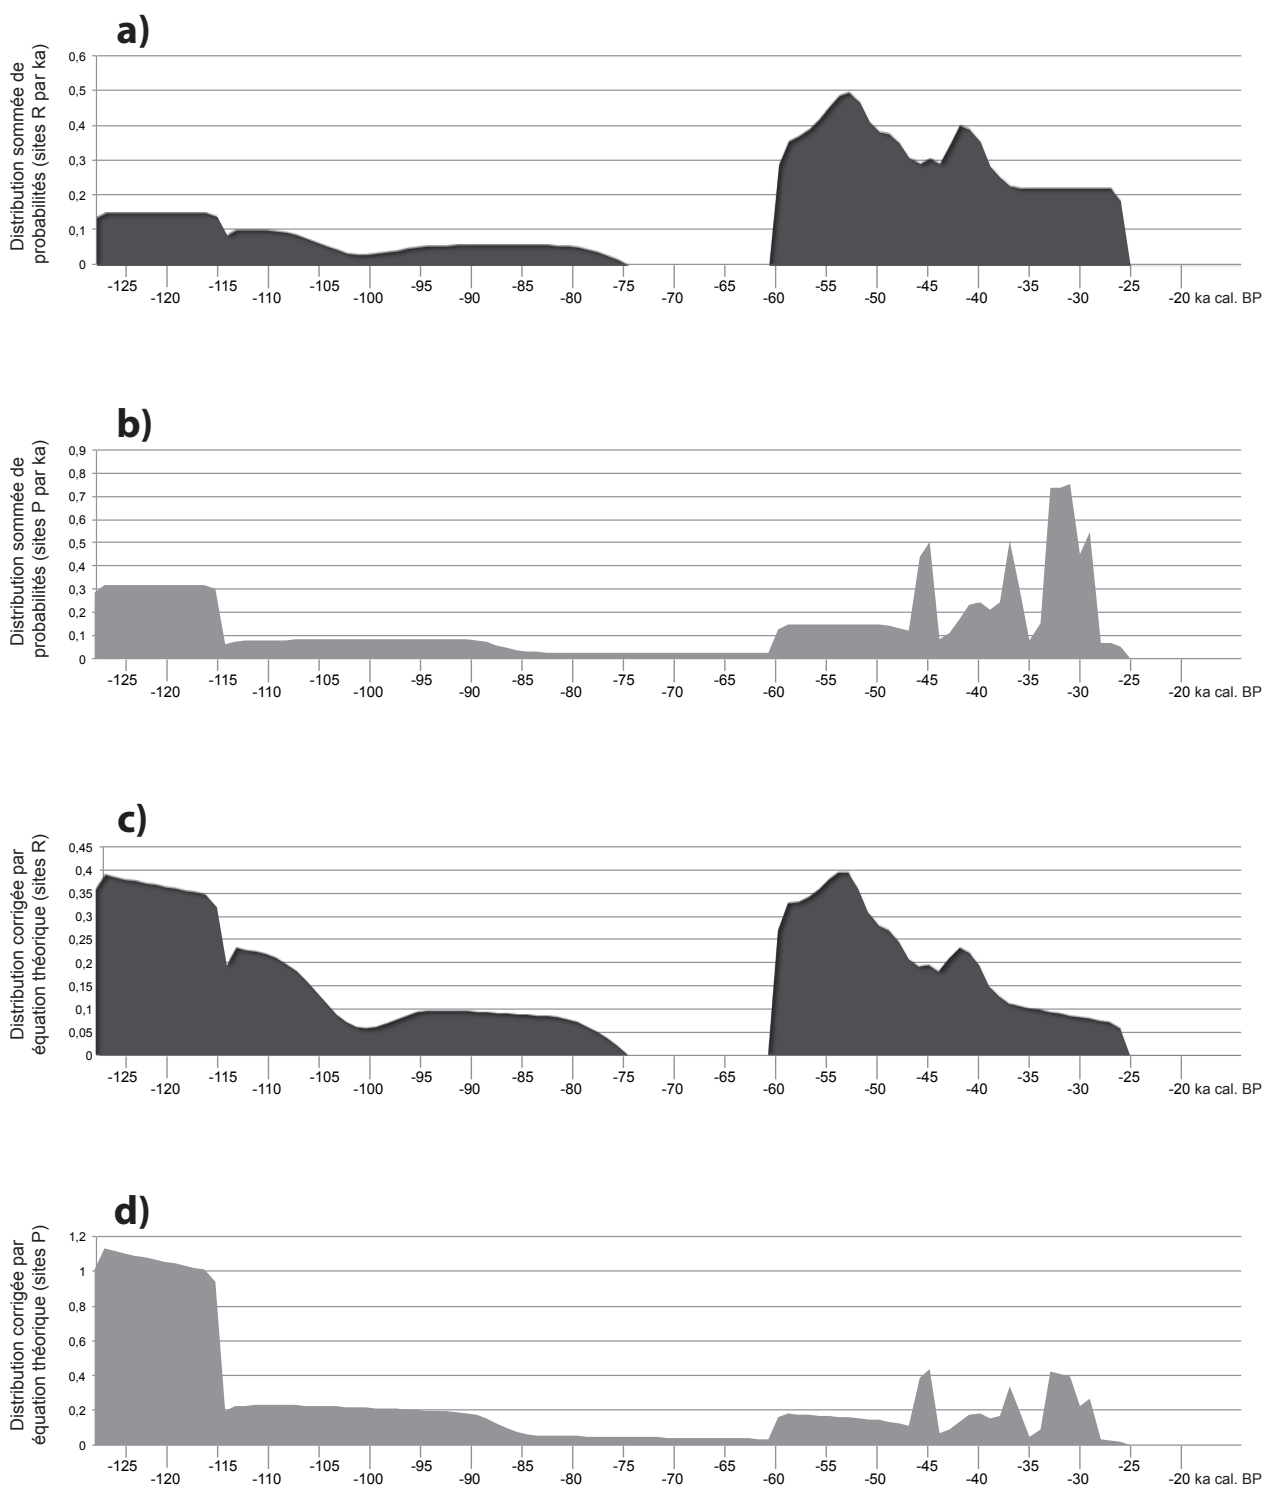 a)
Distribution sommée de
probabilités (sites R par ka)
0,6
0,5
0,4
0,3
0,2
0,1
0
-125 -115 -105 -95 -85 -75 -65 -55 -45 -35 -25
-120 -110 -100 -90 -80 -70 -60 -50 -40 -30 -20 ka cal. BP
b)
Distribution sommée de
probabilités (sites P par ka)
0,9
0,8
0,7
0,6
0,5
0,4
0,3
0,2
0,1
0
-125 -115 -105 -95 -85 -75 -65 -55 -45 -35 -25
-120 -110 -100 -90 -80 -70 -60 -50 -40 -30 -20 ka cal. BP
c)
Distribution corrigée par
équation théorique (sites R)
0,45
0,4
0,35
0,3
0,25
0,2
0,15
0,1
0,05
0
-125 -115 -105 -95 -85 -75 -65 -55 -45 -35 -25
-120 -110 -100 -90 -80 -70 -60 -50 -40 -30 -20 ka cal. BP
d)
Distribution corrigée par
équation théorique (sites P)
1,2
1
0,8
0,6
0,4
0,2
0
-125 -115 -105 -95 -85 -75 -65 -55 -45 -35 -25
-120 -110 -100 -90 -80 -70 -60 -50 -40 -30 -20 ka cal. BP